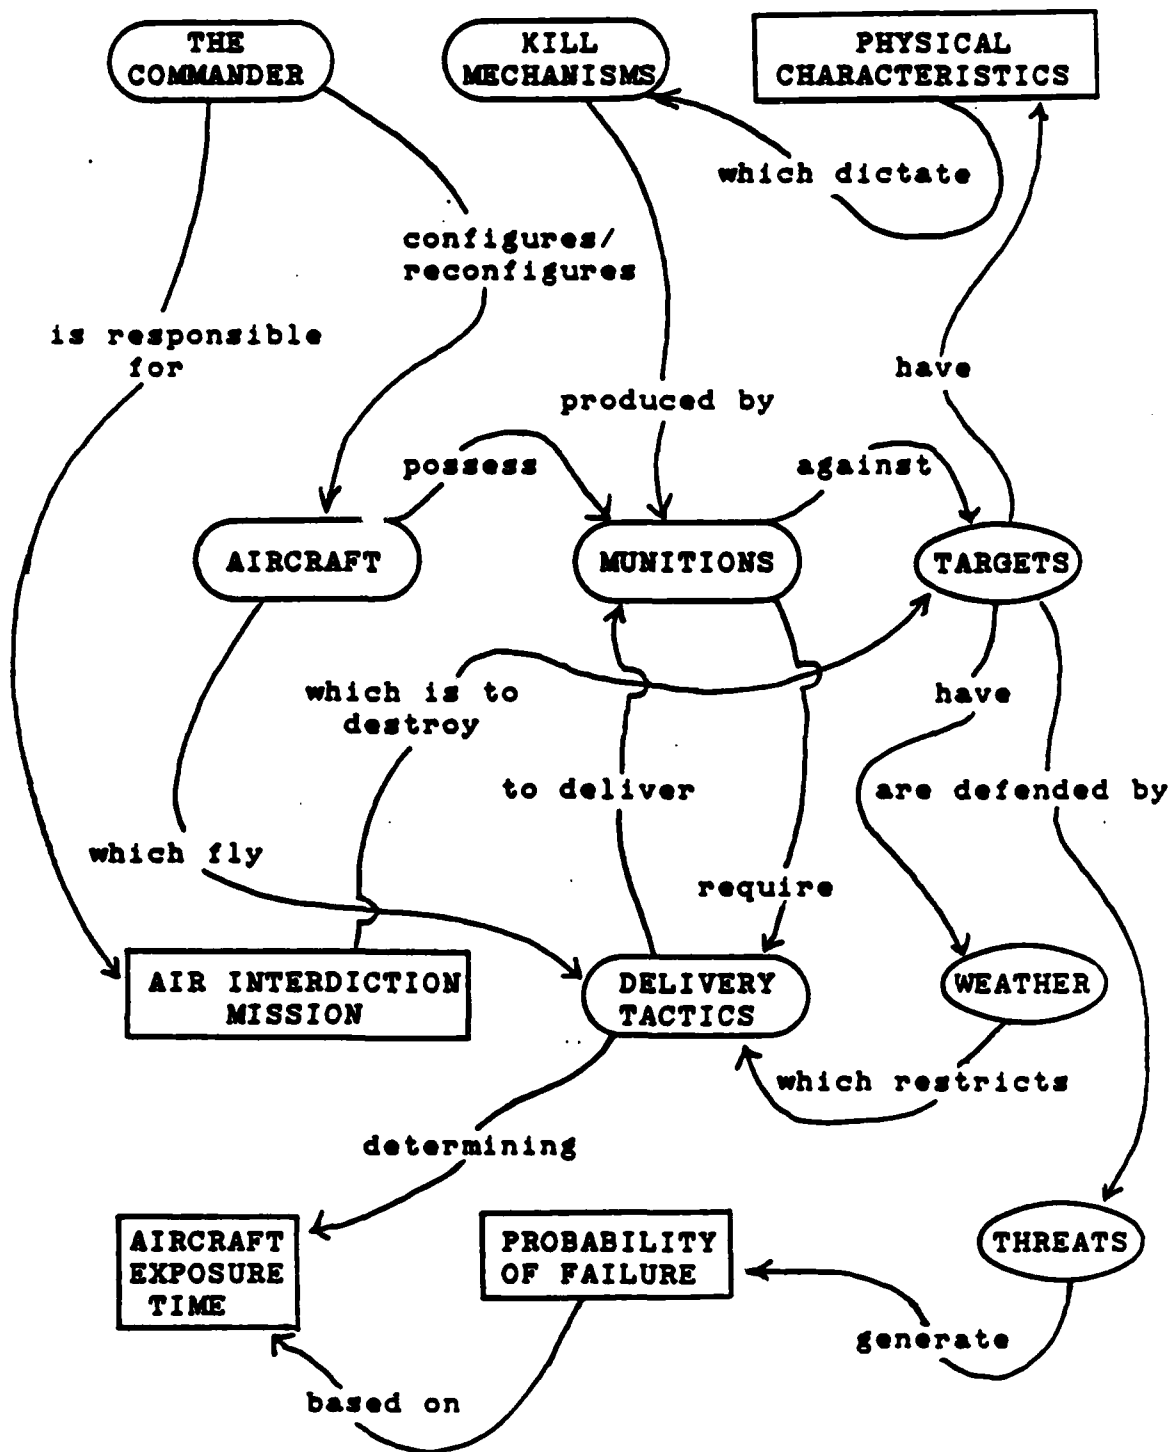 THE
COMMANDER
KILL
MECHANISMS
PHYSICAL
CHARACTERISTICS
which dictate
configures/
reconfigures
is responsible
for
have
produced by
possess
against
AIRCRAFT
MUNITIONS
TARGETS
which is to
destroy
have
to deliver
are defended by
which fly
require
AIR INTERDICTION
MISSION
DELIVERY
TACTICS
WEATHER
which restricts
determining
AIRCRAFT
EXPOSURE
TIME
PROBABILITY
OF FAILURE
THREATS
generate
based on